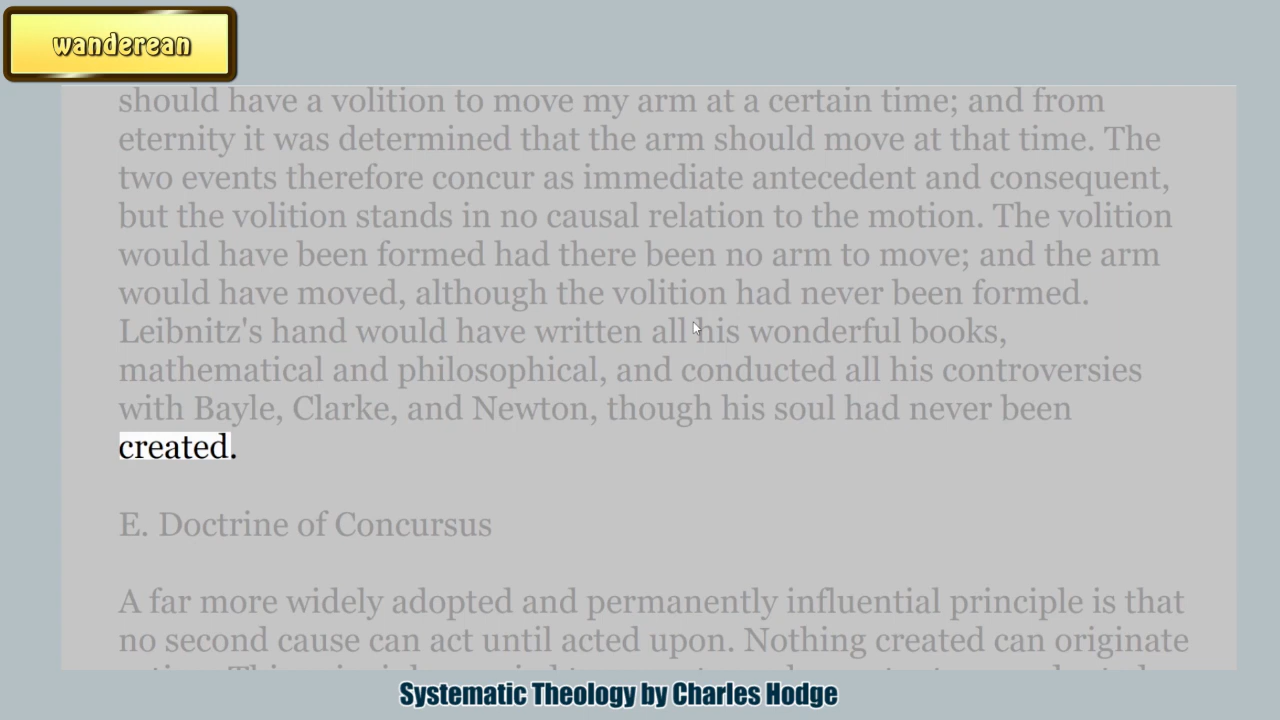 wanderean
should have a volition to move my arm at a certain time; and from
eternity it was determined that the arm should move at that time. The
two events therefore concur as immediate antecedent and consequent,
but the volition stands in no causal relation to the motion. The volition
would have been formed had there been no arm to move; and the arm
would have moved, although the volition had never been formed.
Leibnitz's hand would have written all his wonderful books,
mathematical and philosophical, and conducted all his controversies
with Bayle, Clarke, and Newton, though his soul had never been
created.
E. Doctrine of Concursus
A far more widely adopted and permanently influential principle is that
no second cause can act until acted upon. Nothing created can originate
Systematic Theology by Charles Hodge